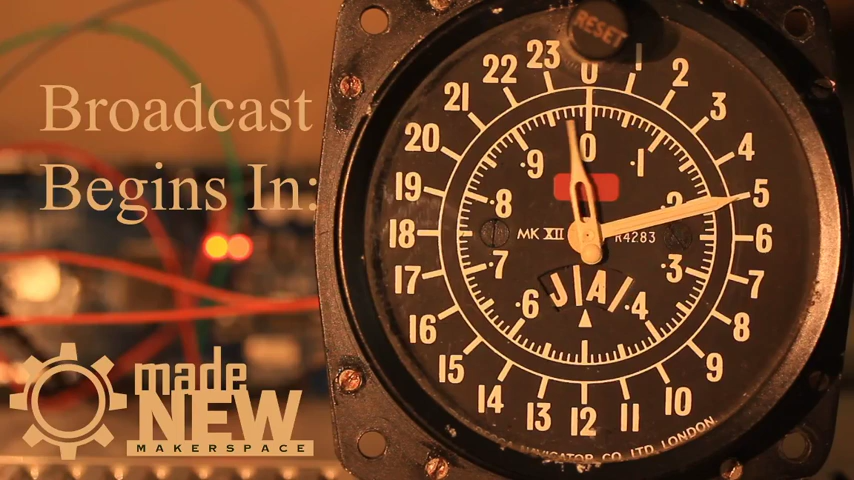 Broadcast
Begins In:
RESET
0 1 2 3 4 5 6 7 8 9 10 11 12 13 14 15 16 17 18 19 20 21 22 23
0 .1 .2 .3 .4 .6 .7 .8 .9
MK XII R4283
J/A/
NAVIGATOR CO. LTD. LONDON.
made
NEW
MAKERSPACE